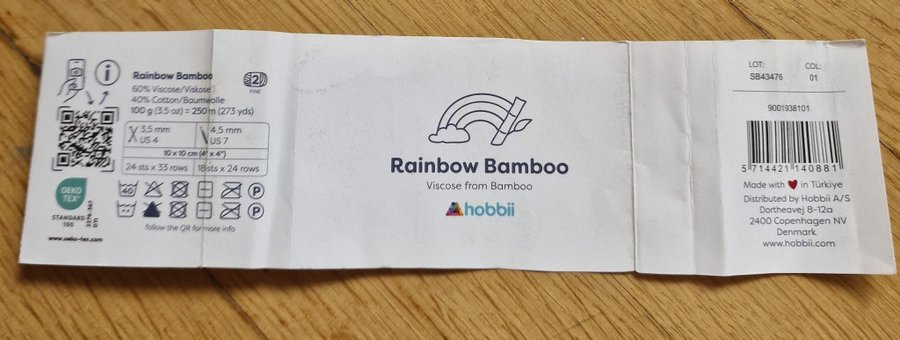 Rainbow Bamboo
60% Viscose/Viskose
40% Cotton/Baumwolle
100 g (3.5 oz) = 250 m (273 yds)
2
FINE
3,5 mm
US 4
4,5 mm
US 7
10 x 10 cm (4" x 4")
24 sts x 33 rows
18 sts x 24 rows
OEKO
TEX®
STANDARD
100
www.oeko-tex.com
40
P
P
follow the QR for more info
Rainbow Bamboo
Viscose from Bamboo
hobbii
LOT:
SB43476
COL:
01
9001938101
5 714421 140881
Made with ❤ in Türkiye
Distributed by Hobbii A/S
Dortheavej 8-12a
2400 Copenhagen NV
Denmark
www.hobbii.com